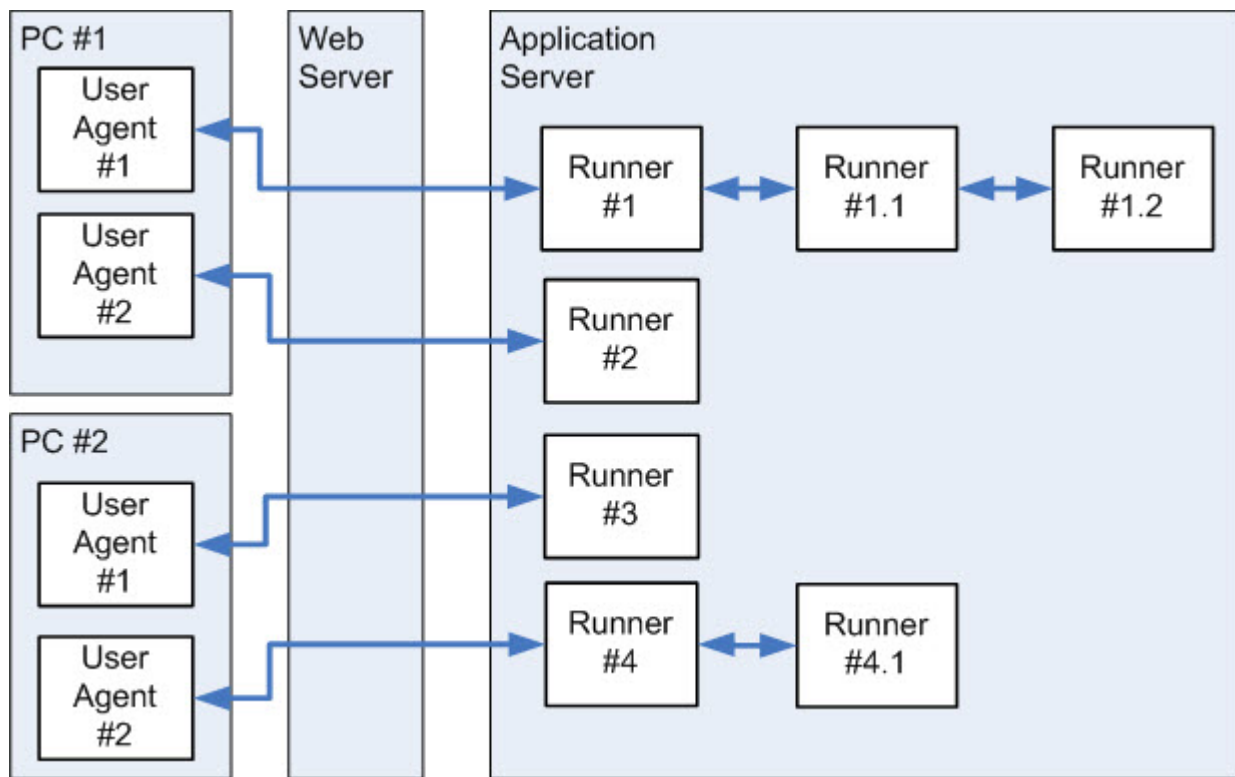 PC #1
User
Agent
#1
User
Agent
#2
PC #2
User
Agent
#1
User
Agent
#2
Web
Server
Application
Server
Runner
#1
Runner
#1.1
Runner
#1.2
Runner
#2
Runner
#3
Runner
#4
Runner
#4.1